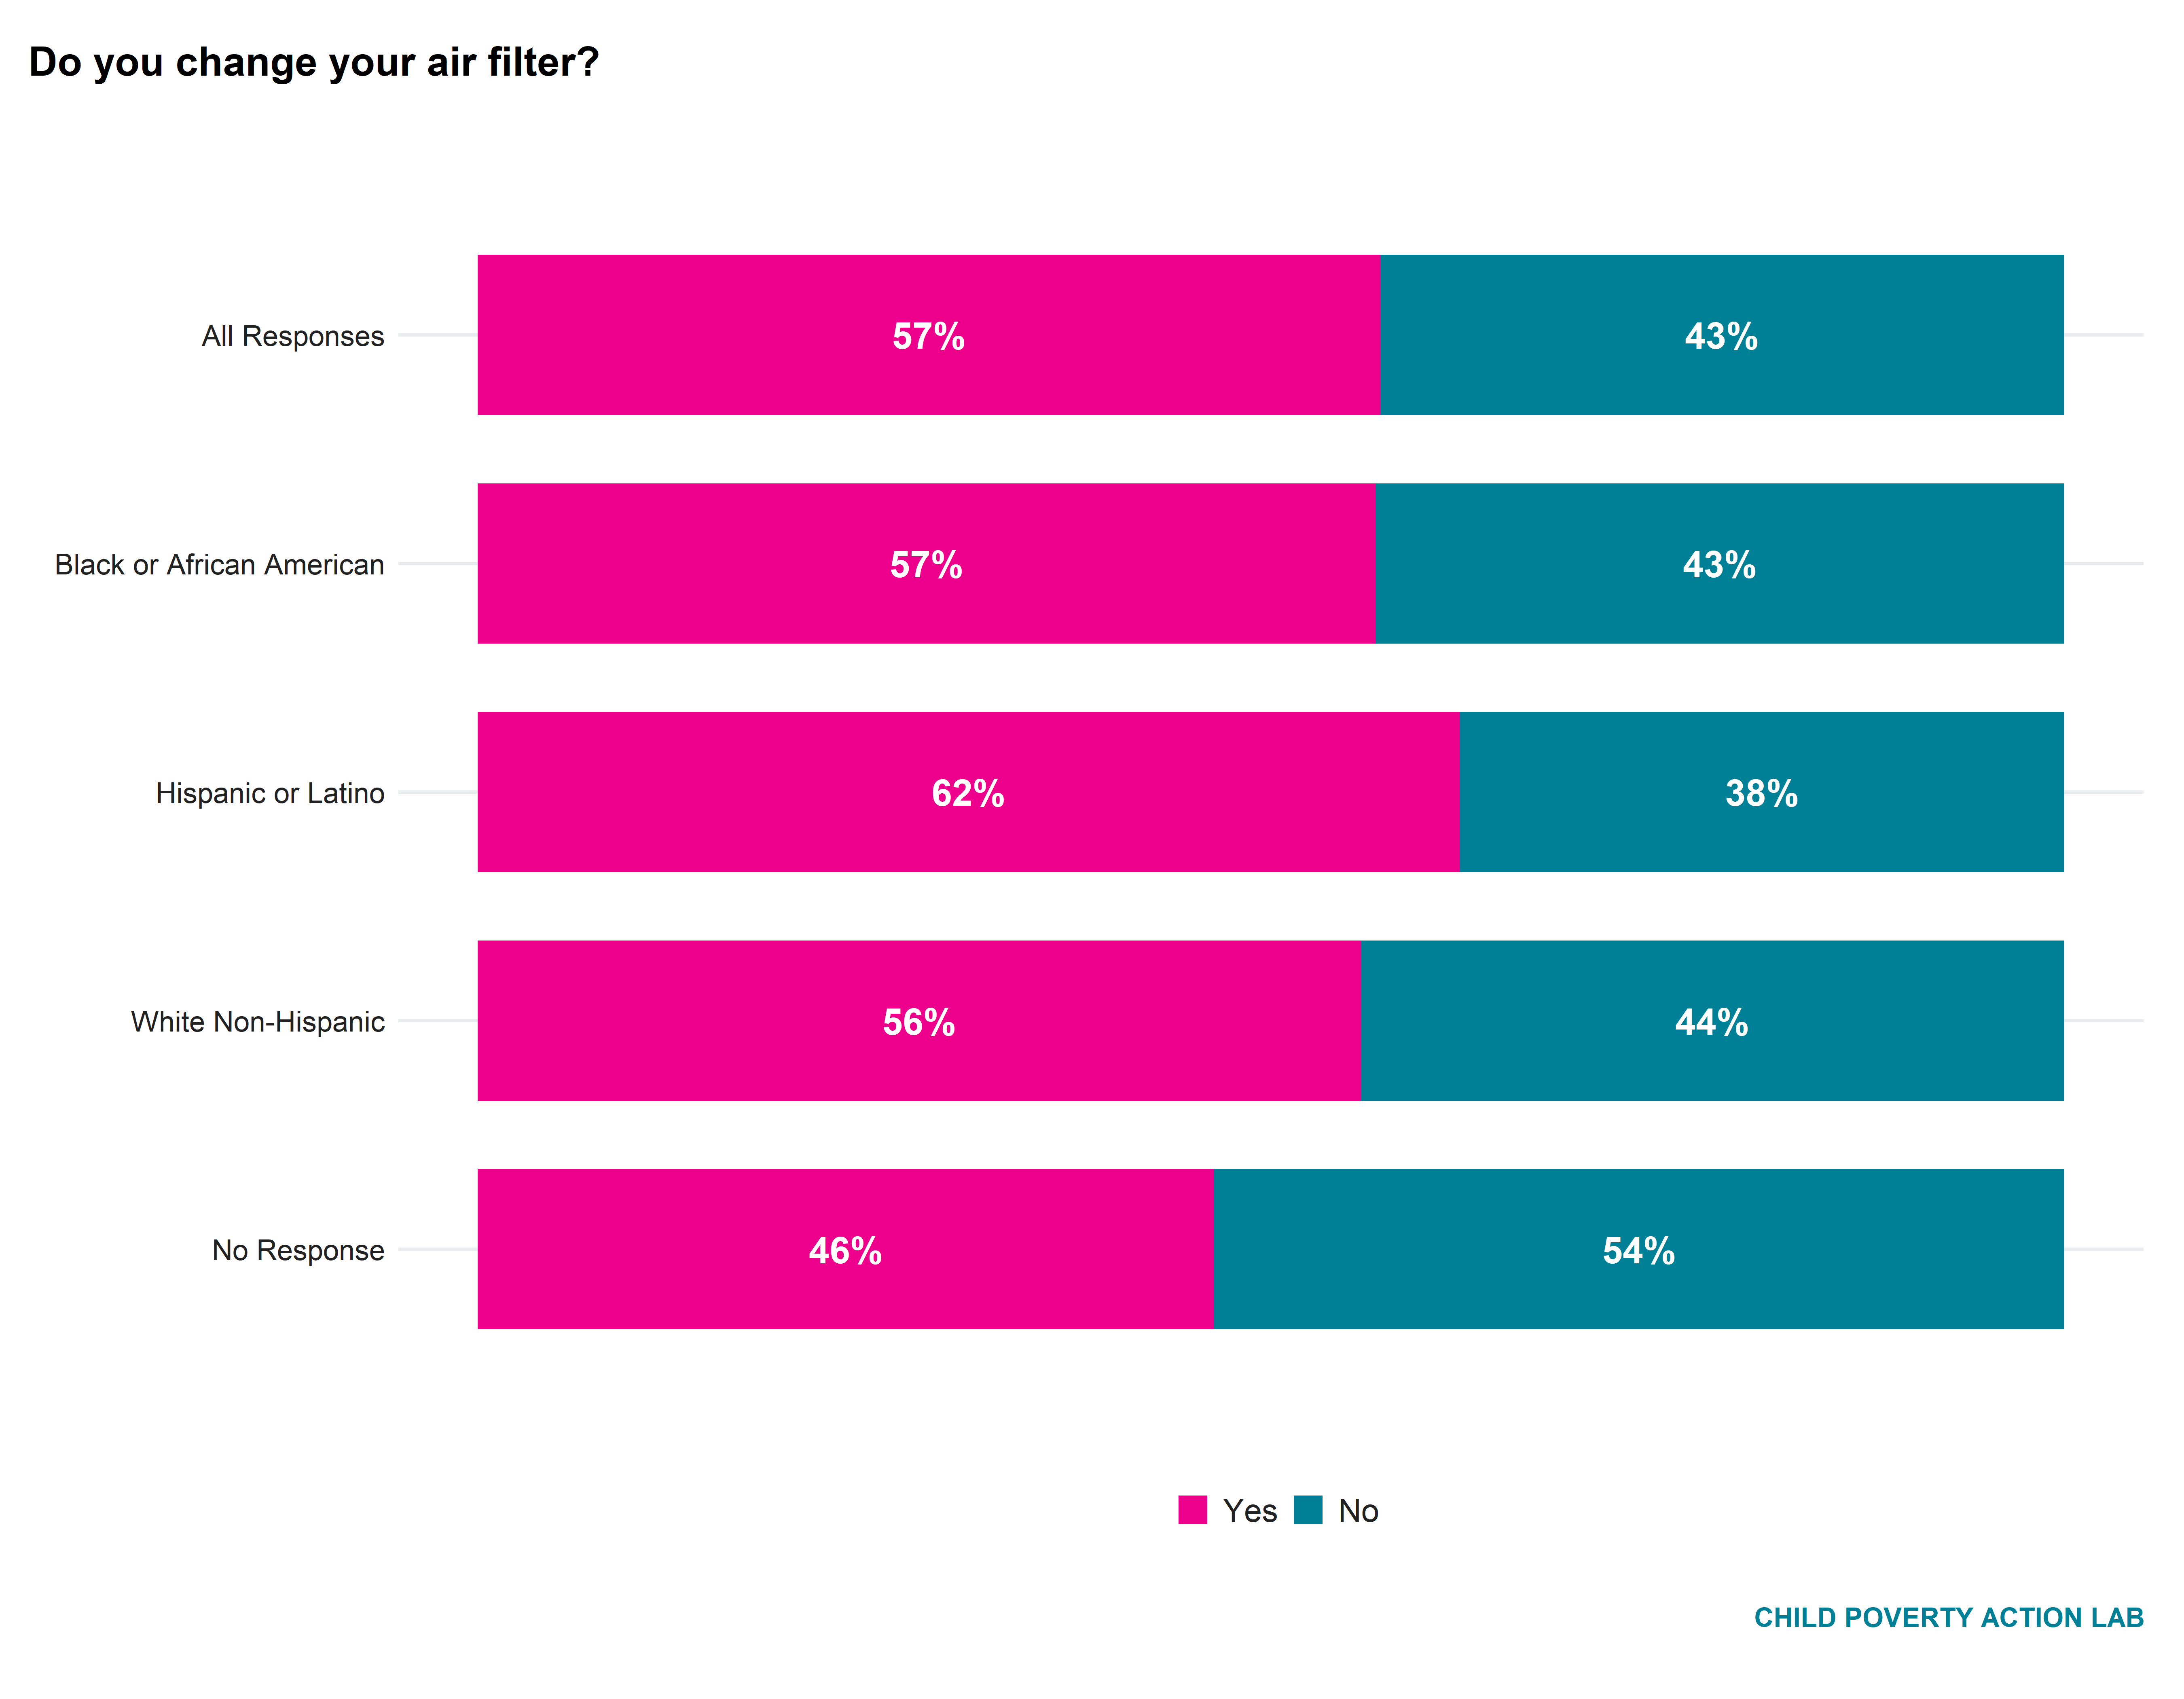 Do you change your air filter?
All Responses 57% 43%
Black or African American 57% 43%
Hispanic or Latino 62% 38%
White Non-Hispanic 56% 44%
No Response 46% 54%
Yes No
CHILD POVERTY ACTION LAB